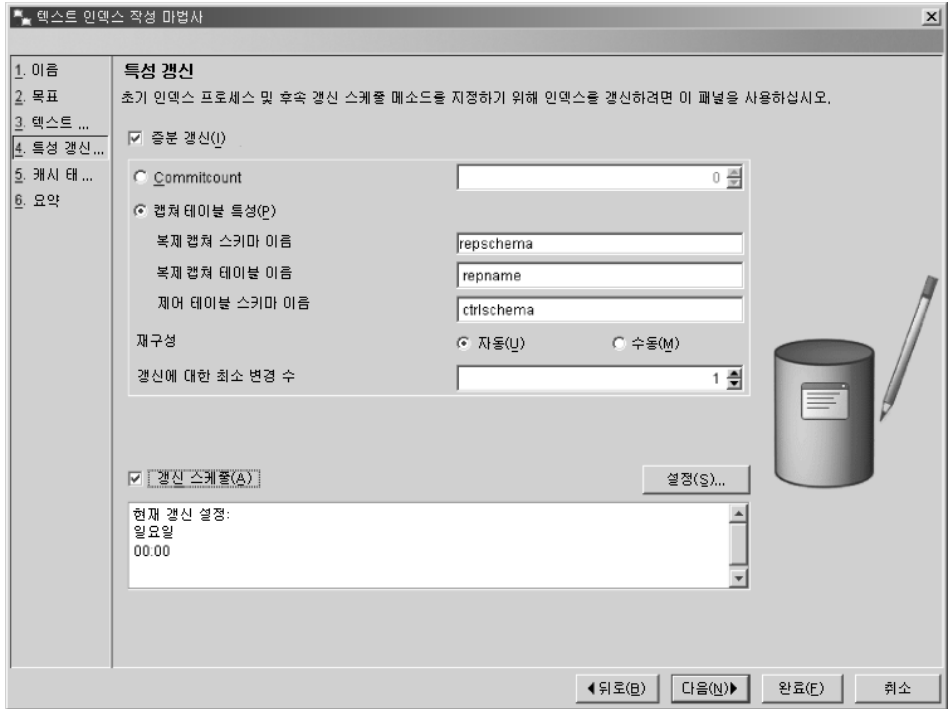 텍스트 인덱스 작성 마법사
1. 이름
2. 목표
3. 텍스트 ...
4. 특성 갱신...
5. 캐시 태 ...
6. 요약
특성 갱신
초기 인덱스 프로세스 및 후속 갱신 스케줄 메소드를 지정하기 위해 인덱스를 갱신하려면 이 패널을 사용하십시오.
증분 갱신(I)
Commitcount 0
캡쳐 테이블 특성(P)
복제 캡쳐 스키마 이름 repschema
복제 캡쳐 테이블 이름 repname
제어 테이블 스키마 이름 ctrlschema
재구성 자동(U) 수동(M)
갱신에 대한 최소 변경 수 1
갱신 스케줄(A) 설정(S)...
현재 갱신 설정:
일요일
00:00
뒤로(B) 다음(N) 완료(F) 취소